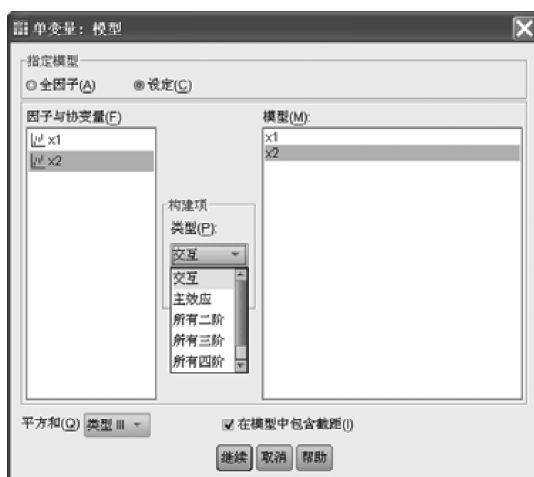 单变量：模型
指定模型
全因子(A) 设定(C)
因子与协变量(F)
x1
x2
模型(M):
x1
x2
构建项
类型(P):
交互
交互
主效应
所有二阶
所有三阶
所有四阶
平方和(Q) 类型 III 在模型中包含截距(I)
继续 取消 帮助